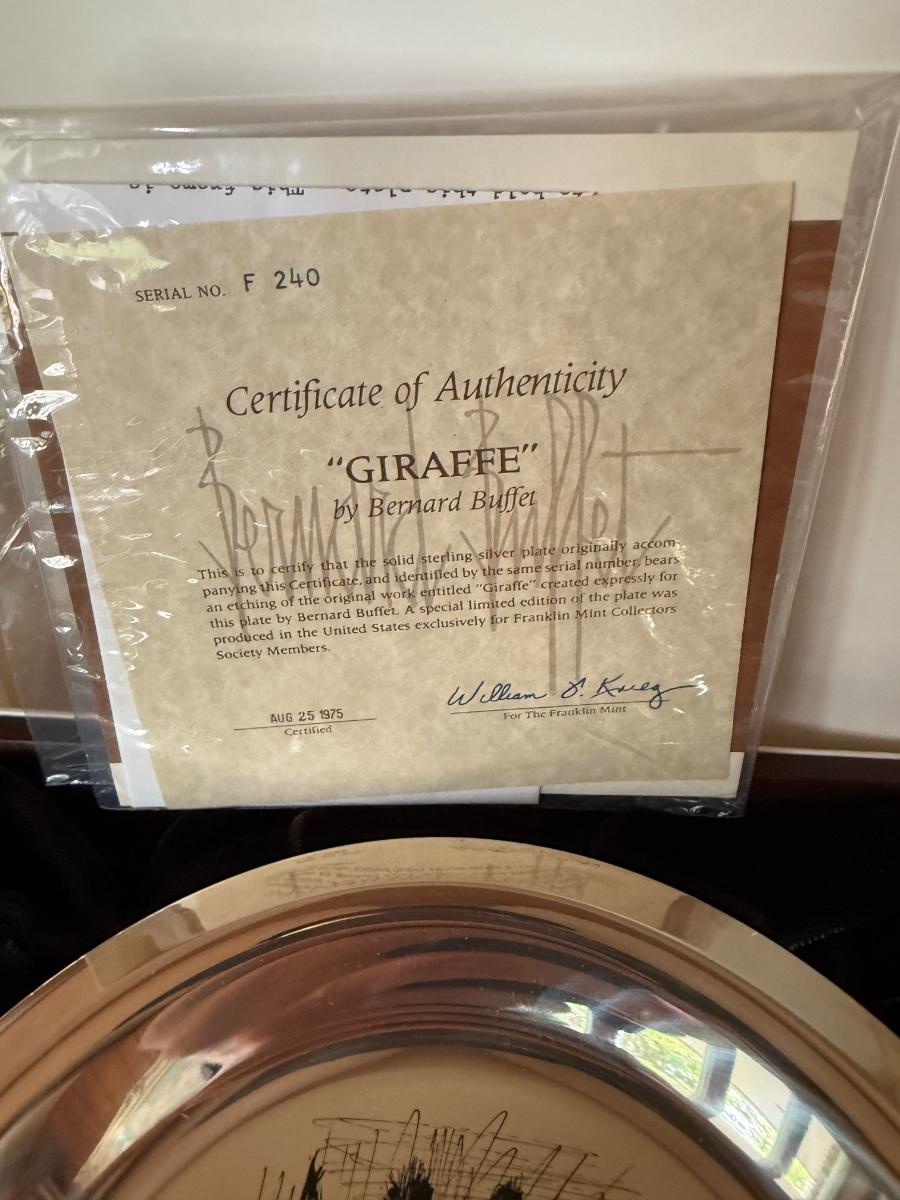 SERIAL NO. F 240
Certificate of Authenticity
"GIRAFFE"
by Bernard Buffet
Bernard Buffet
This is to certify that the solid sterling silver plate originally accom-
panying this Certificate, and identified by the same serial number, bears
an etching of the original work entitled "Giraffe" created expressly for
this plate by Bernard Buffet. A special limited edition of the plate was
produced in the United States exclusively for Franklin Mint Collectors
Society Members.
AUG 25 1975
Certified
William J. Krieg
For The Franklin Mint